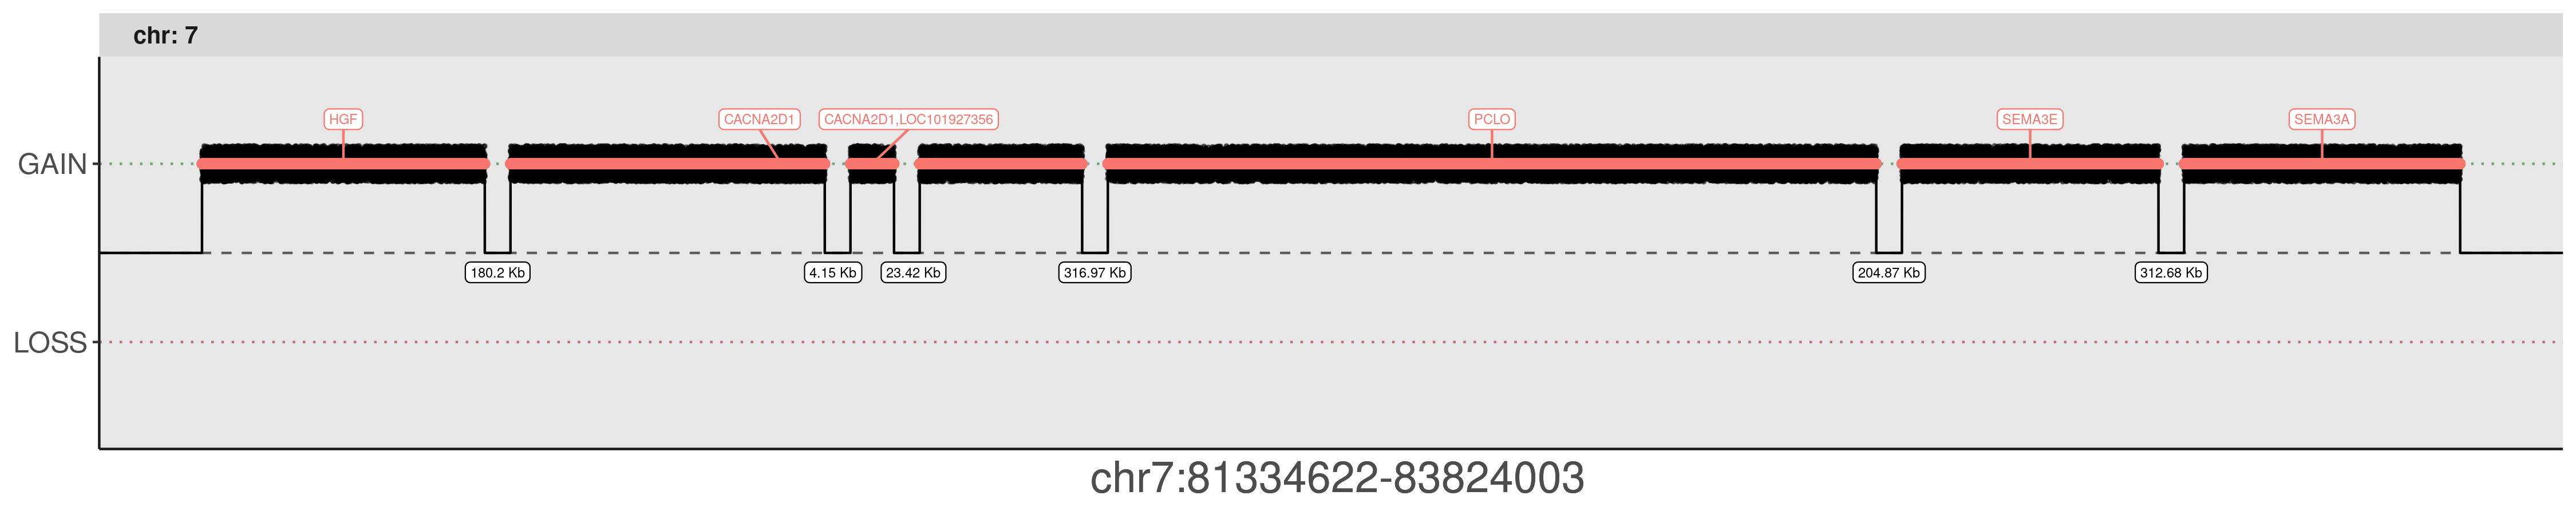 chr: 7
HGF
CACNA2D1
CACNA2D1,LOC101927356
PCLO
SEMA3E
SEMA3A
GAIN
180.2 Kb
4.15 Kb
23.42 Kb
316.97 Kb
204.87 Kb
312.68 Kb
LOSS
chr7:81334622-83824003